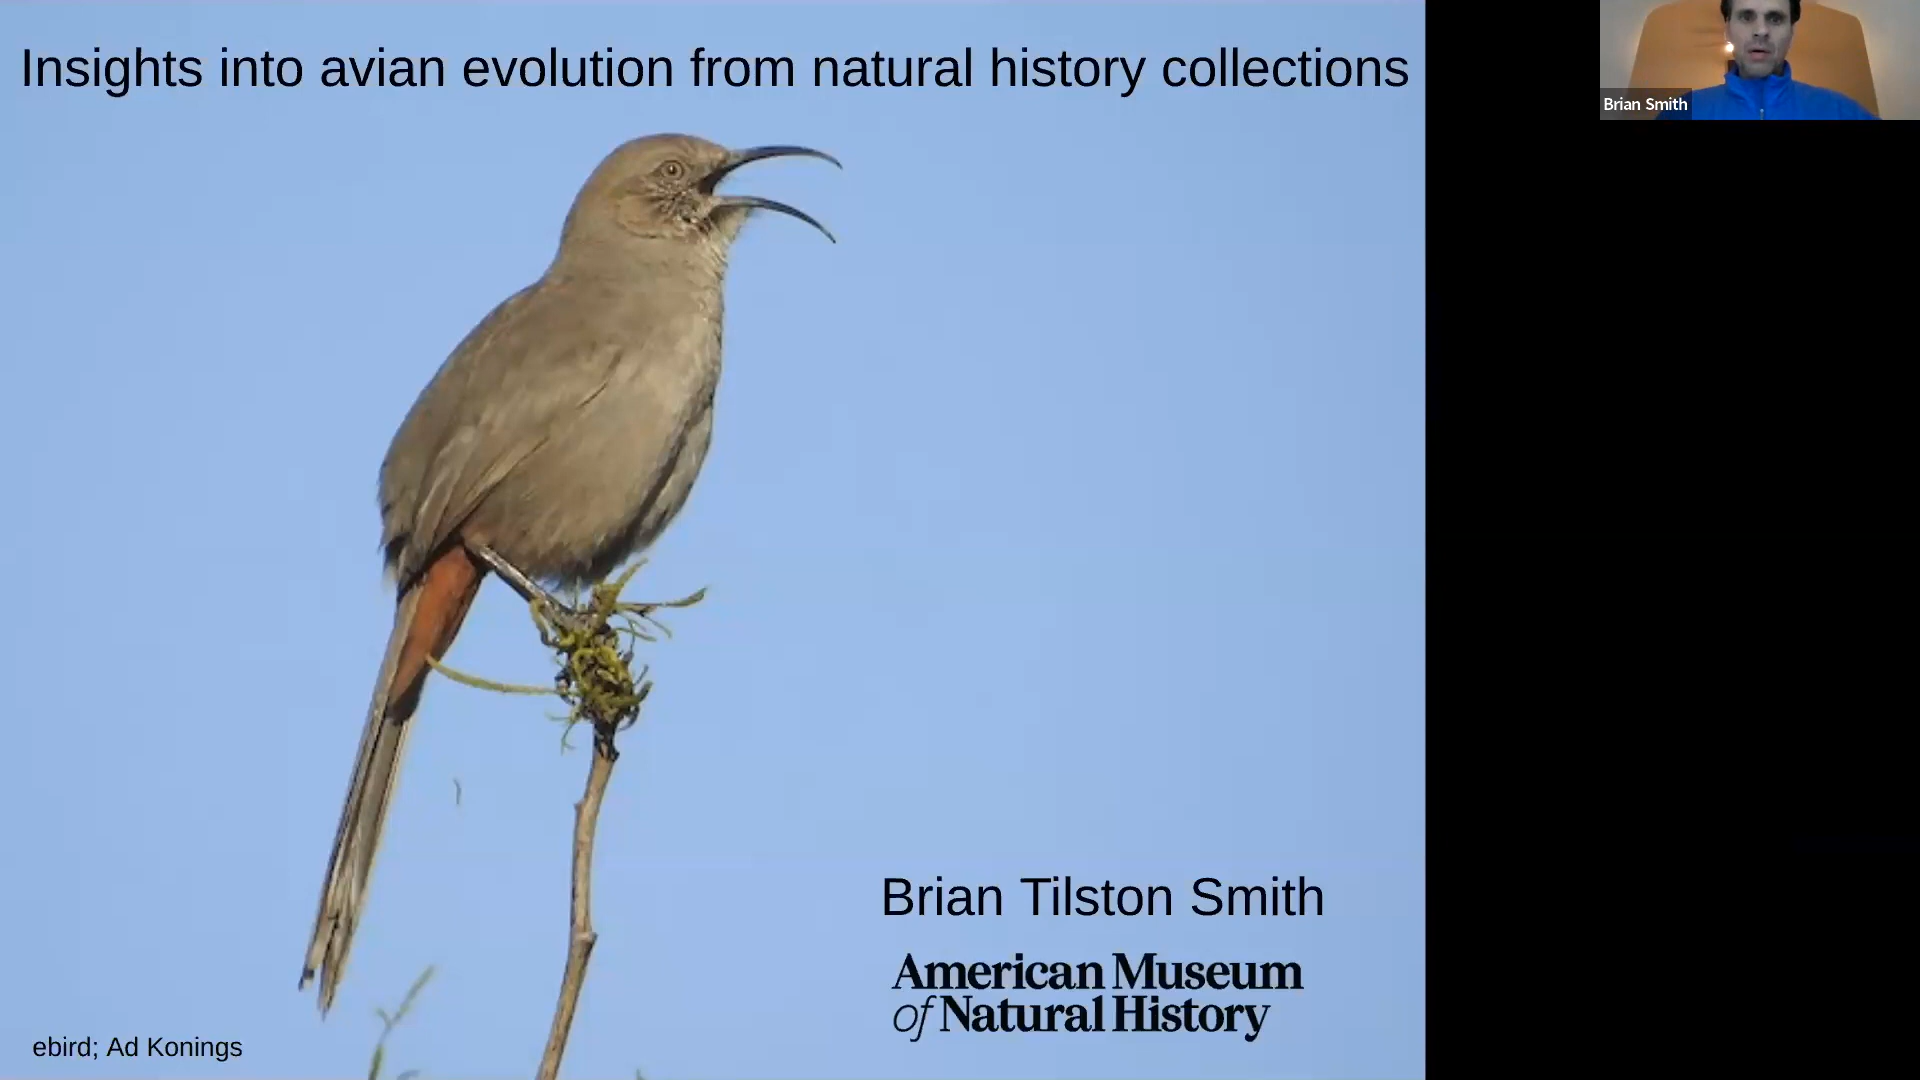 Insights into avian evolution from natural history collections
Brian Smith
Brian Tilston Smith
American Museum
of Natural History
ebird; Ad Konings